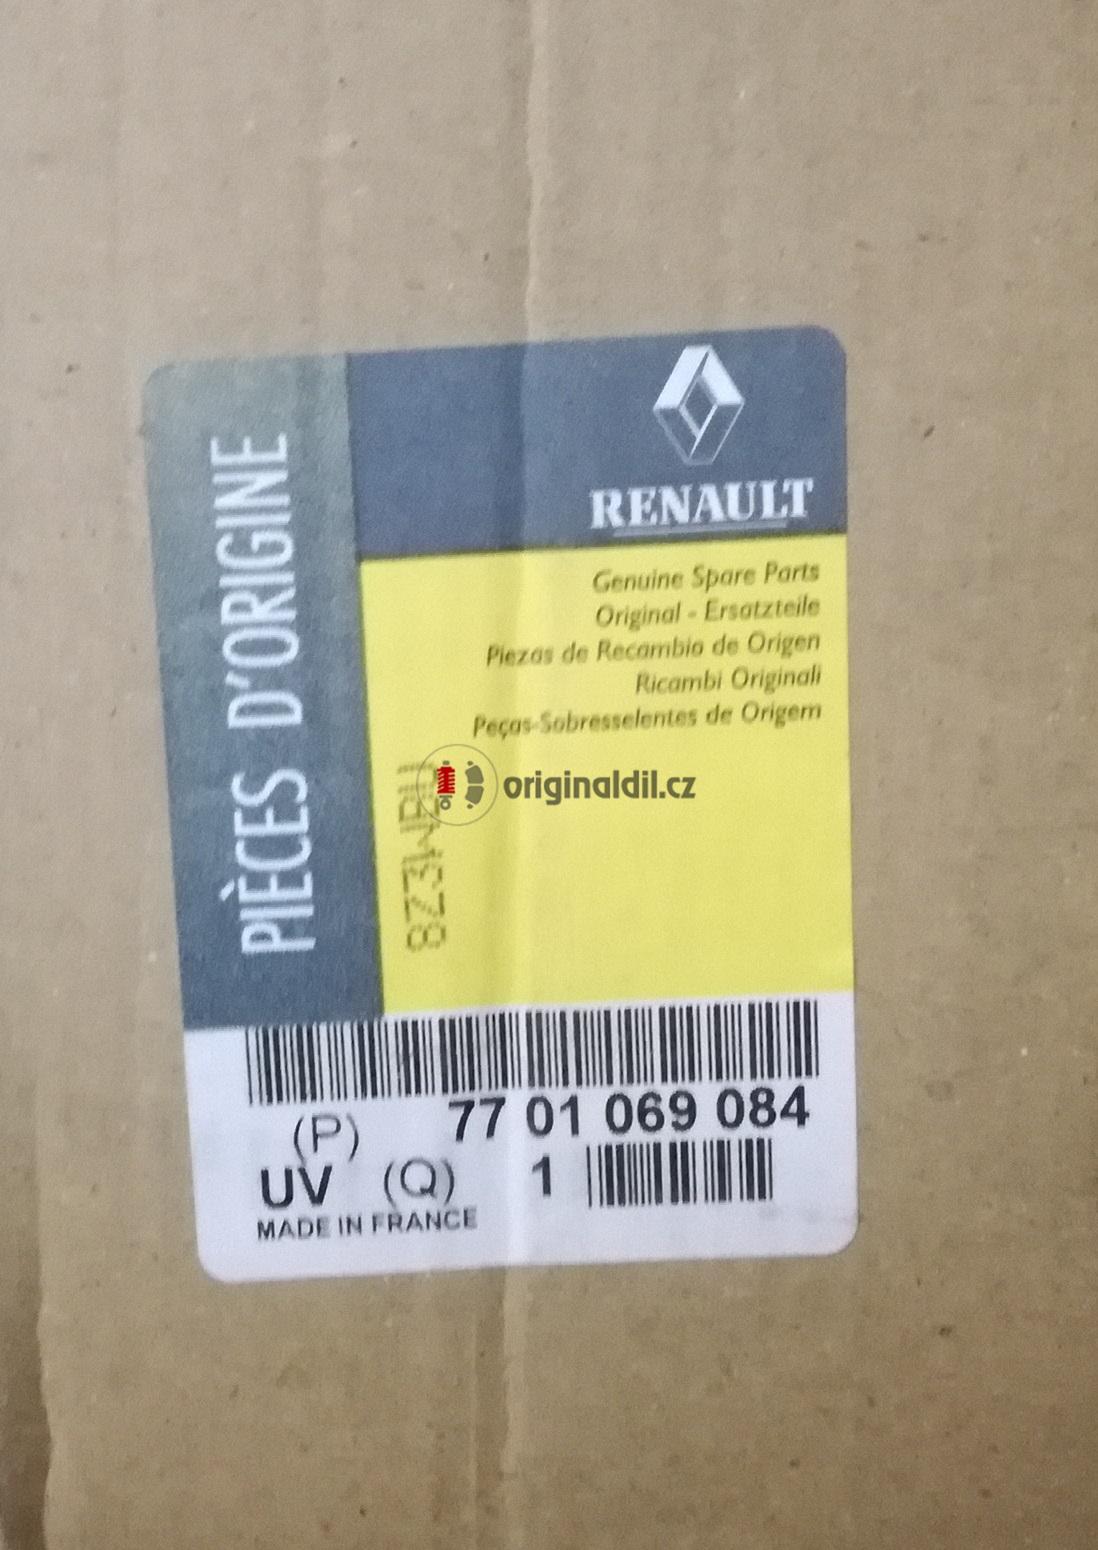 RENAULT
PIÈCES D'ORIGINE
Genuine Spare Parts
Original - Ersatzteile
Piezas de Recambio de Origen
Ricambi Originali
Peças-Sobresselentes de Origem
originaldil.cz
(P) 77 01 069 084
UV (Q) 1
MADE IN FRANCE